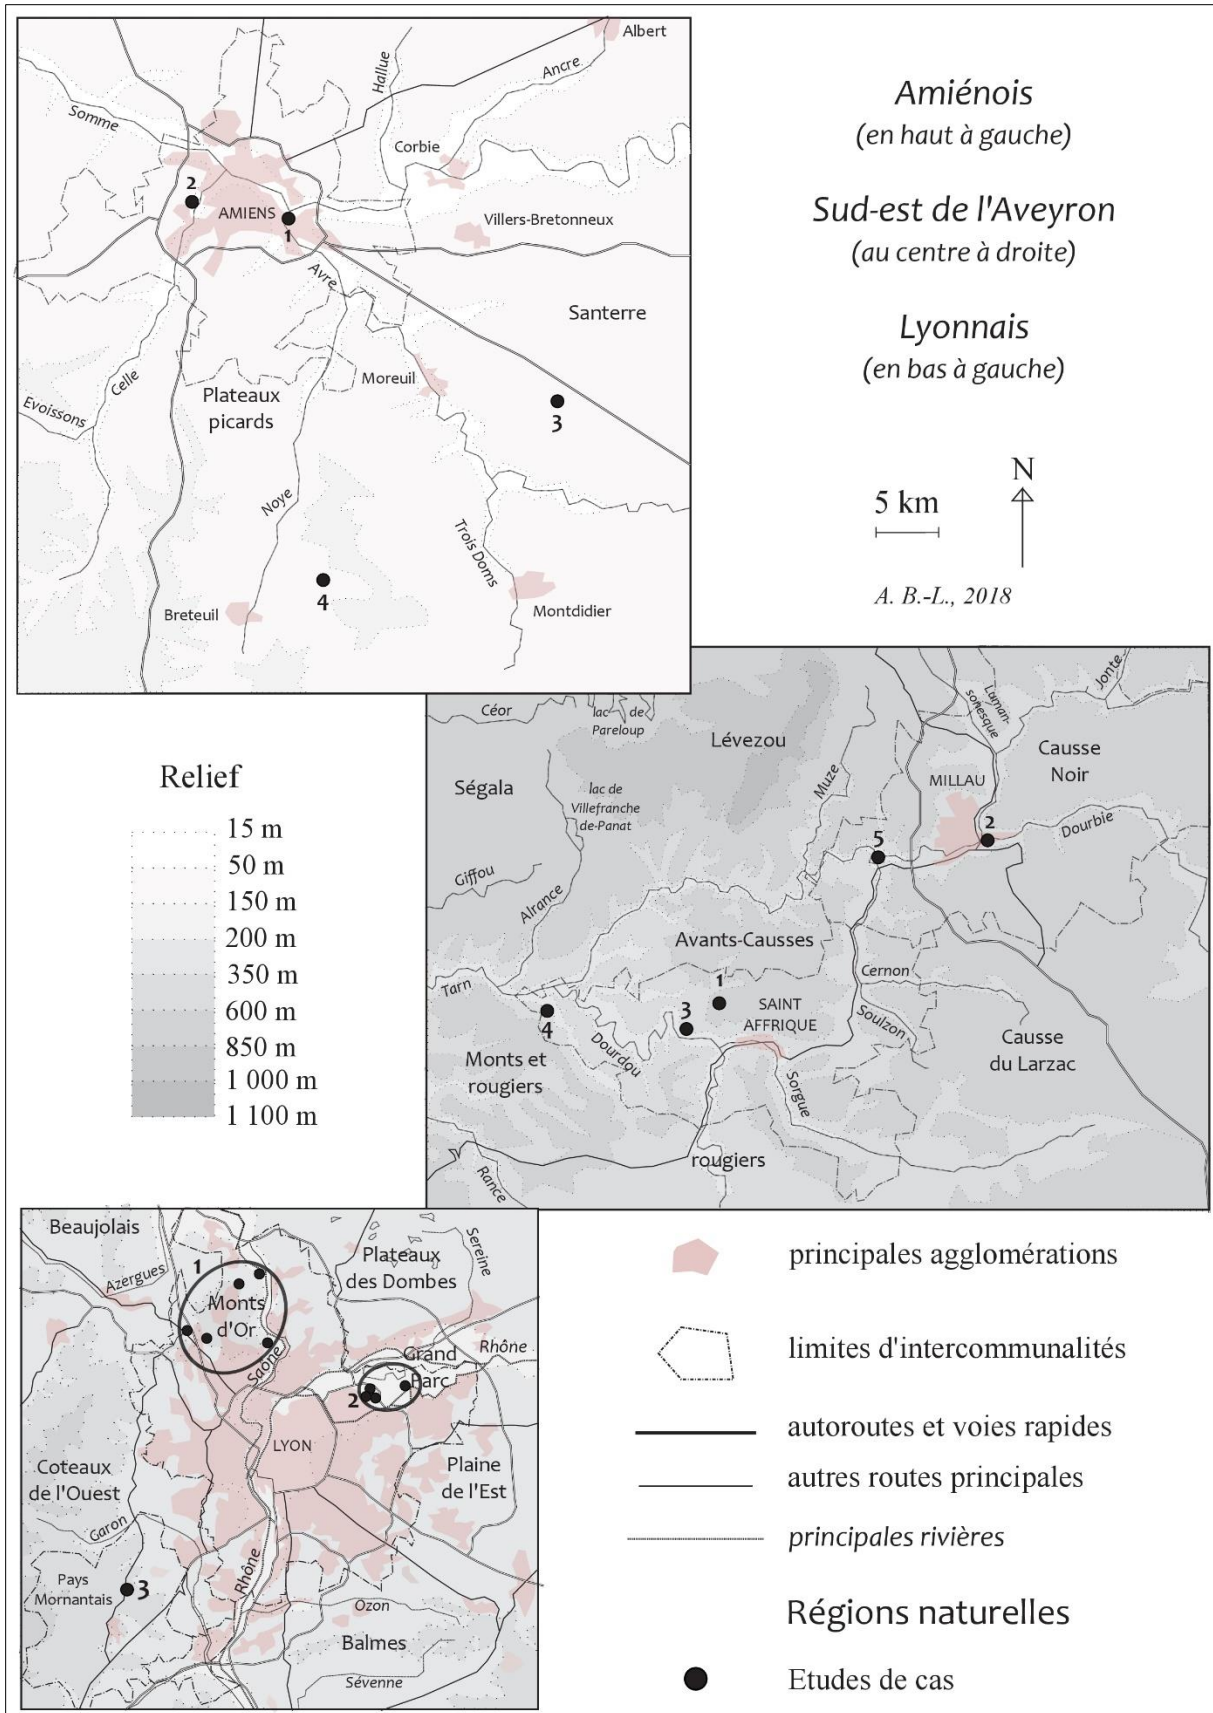 Albert
Hallue
Ancre
Somme
Corbie
2
AMIENS
1
Villers-Bretonneux
Avre
Santerre
Celle
Moreuil
Plateaux
picards
3
Evoissons
Noye
Trois Doms
4
Breteuil
Montdidier
Amiénois
(en haut à gauche)
Sud-est de l'Aveyron
(au centre à droite)
Lyonnais
(en bas à gauche)
5 km
N
A. B.-L., 2018
Céor
lac de
Pareloup
Lévezou
Muze
Laman-
sonesque
Jonte
Causse
Noir
Ségala
lac de
Villefranche
de-Panat
MILLAU
5
2
Dourbie
Giffou
Alrance
Avants-Causses
Tarn
1
Cernon
SAINT
AFFRIQUE
3
4
Soulzon
Dourdou
Causse
du Larzac
Monts et
rougiers
Sorgue
rougiers
Rance
Relief
15 m
50 m
150 m
200 m
350 m
600 m
850 m
1 000 m
1 100 m
Beaujolais
Azergues
1
Plateaux
des Dombes
Sereine
Monts
d'Or
Saône
Grand
Parc
Rhône
2
LYON
Coteaux
de l'Ouest
Plaine
de l'Est
Garon
Pays
Mornantais
3
Rhône
Ozon
Balmes
Sévenne
principales agglomérations
limites d'intercommunalités
autoroutes et voies rapides
autres routes principales
principales rivières
Régions naturelles
Etudes de cas